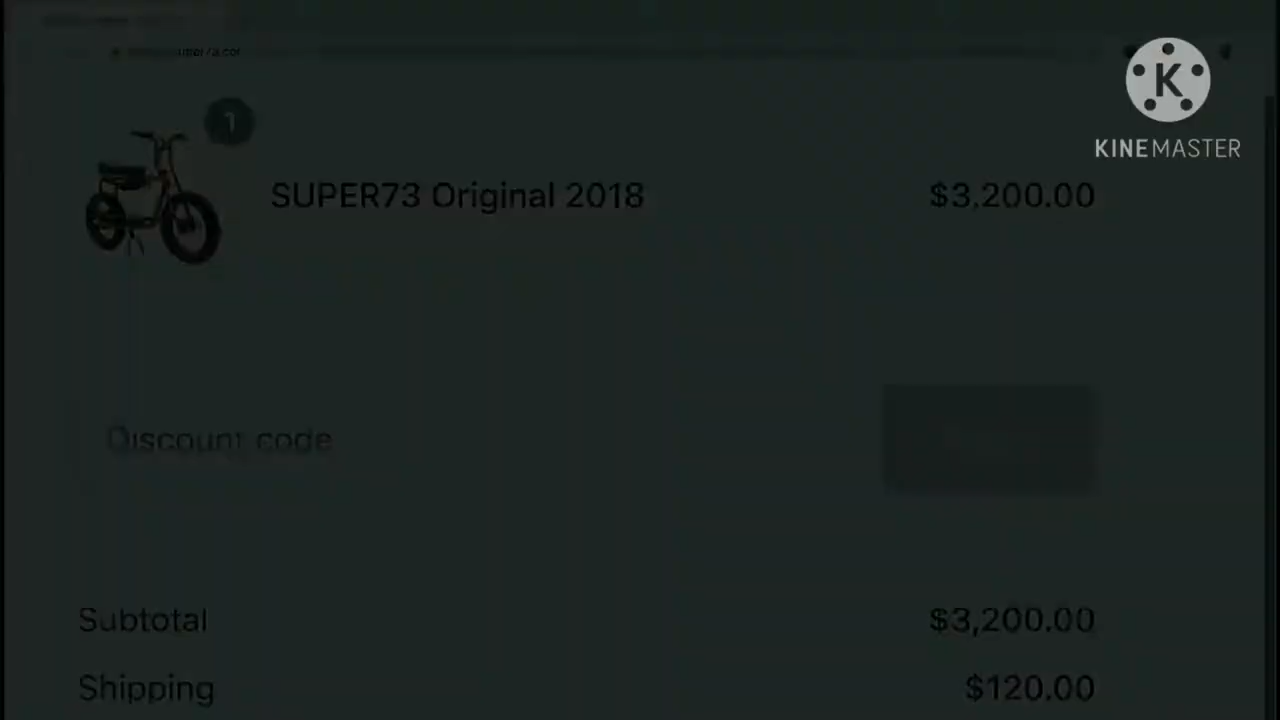 1
K
KINEMASTER
SUPER73 Original 2018 $3,200.00
Discount code
Subtotal $3,200.00
Shipping $120.00